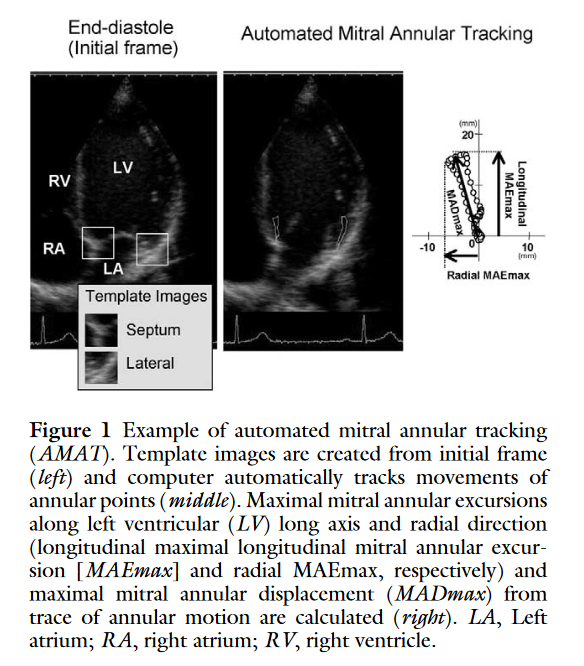 End-diastole
(Initial frame)
Automated Mitral Annular Tracking
RV
LV
RA
LA
Template Images
Septum
Lateral
(mm)
20
Longitudinal
MAEmax
MADmax
-10
0
10
(mm)
Radial MAEmax
Figure 1 Example of automated mitral annular tracking
(AMAT). Template images are created from initial frame
(left) and computer automatically tracks movements of
annular points (middle). Maximal mitral annular excursions
along left ventricular (LV) long axis and radial direction
(longitudinal maximal longitudinal mitral annular excur-
sion [MAEmax] and radial MAEmax, respectively) and
maximal mitral annular displacement (MADmax) from
trace of annular motion are calculated (right). LA, Left
atrium; RA, right atrium; RV, right ventricle.